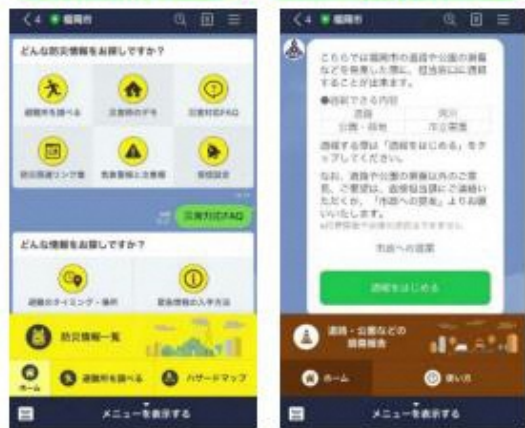 4 福岡市
どんな防災情報をお探しですか?
避難所を調べる
災害時のデモ
災害対応FAQ
防災関連リンク集
気象警報と注意報
受信設定
災害対応FAQ
どんな情報をお探しですか?
避難のタイミング・場所
緊急情報の入手方法
防災情報一覧
ホーム
避難所を調べる
ハザードマップ
メニューを表示する
4 福岡市
こちらでは福岡市の道路や公園の損傷
などを発見した際に、担当窓口に通報
することが出来ます。
●通報できる内容
道路
河川
公園・緑地
市立霊園
通報する際は「通報をはじめる」をタ
ップしてください。
なお、道路や公園の損傷以外のご意
見、ご要望は、直接担当課にご連絡い
ただくか、「市政への提案」よりお願
いいたします。
市政への提案
通報をはじめる
道路・公園などの
損傷報告
ホーム
使い方
メニューを表示する